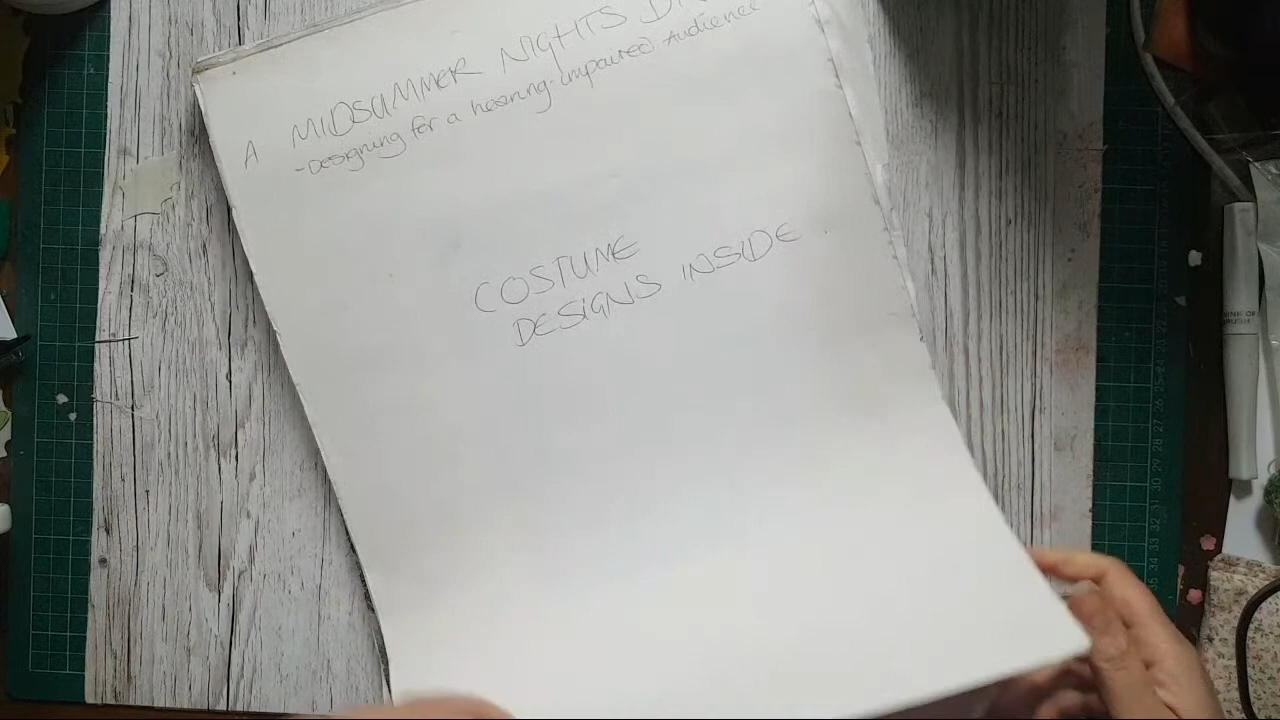 A MIDSUMMER NIGHTS
-Designing for a hearing-impaired Audience
COSTUME
DESIGNS INSIDE